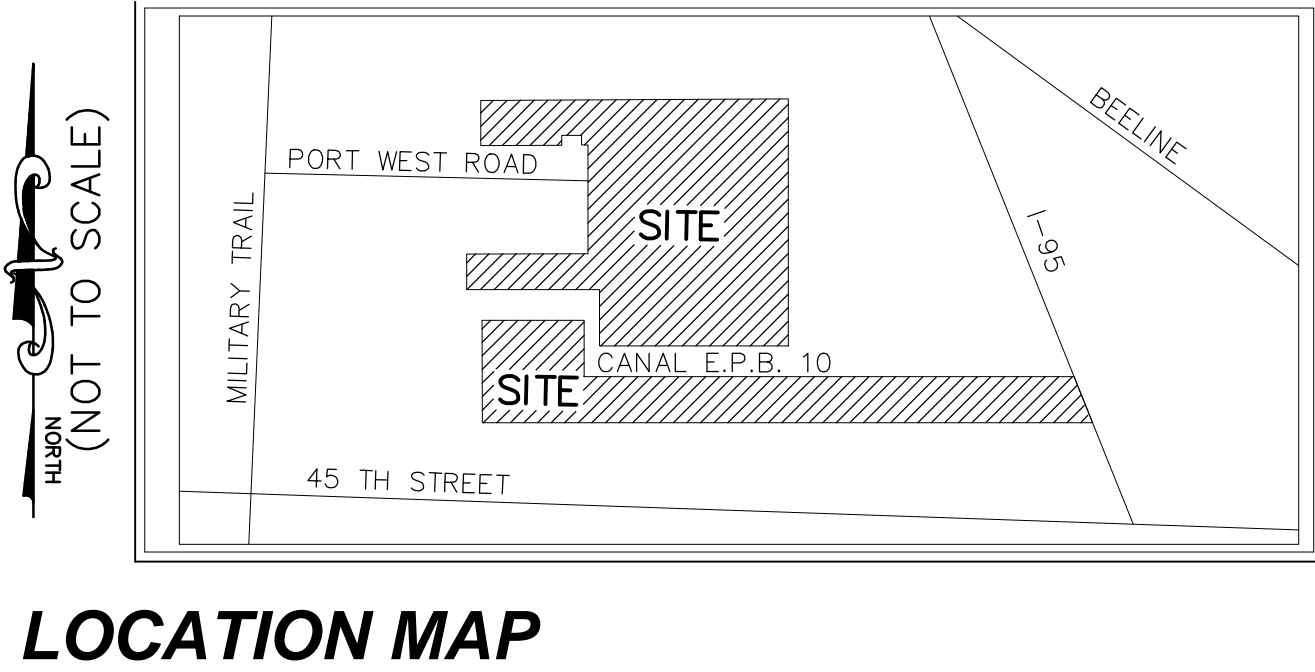 BEELINE
PORT WEST ROAD
MILITARY TRAIL
SITE
I-95
(NOT TO SCALE)
CANAL E.P.B. 10
SITE
NORTH
45 TH STREET
LOCATION MAP